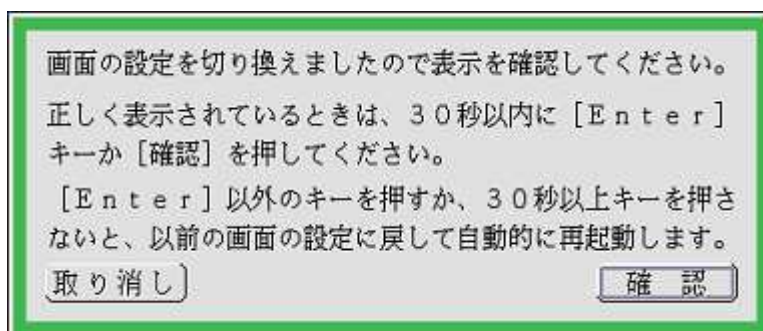 画面の設定を切り換えましたので表示を確認してください。
正しく表示されているときは、３０秒以内に［Ｅｎｔｅｒ］
キーか［確認］を押してください。
［Ｅｎｔｅｒ］以外のキーを押すか、３０秒以上キーを押さ
ないと、以前の画面の設定に戻して自動的に再起動します。
取り消し 確　認